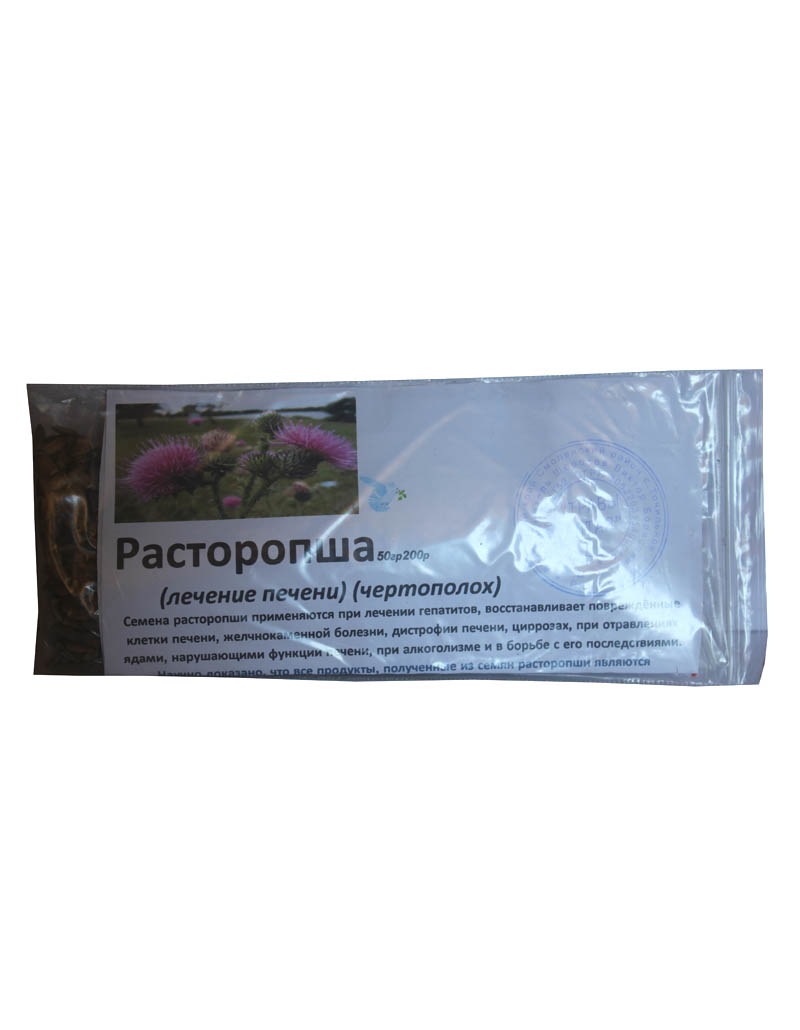 Расторопша 50гр200р
(лечение печени) (чертополох)
Семена расторопши применяются при лечении гепатитов, восстанавливает повреждённые
клетки печени, желчнокаменной болезни, дистрофии печени, циррозах, при отравлениях
ядами, нарушающими функции печени, при алкоголизме и в борьбе с его последствиями.
Научно доказано, что все продукты, полученные из семян расторопши являются